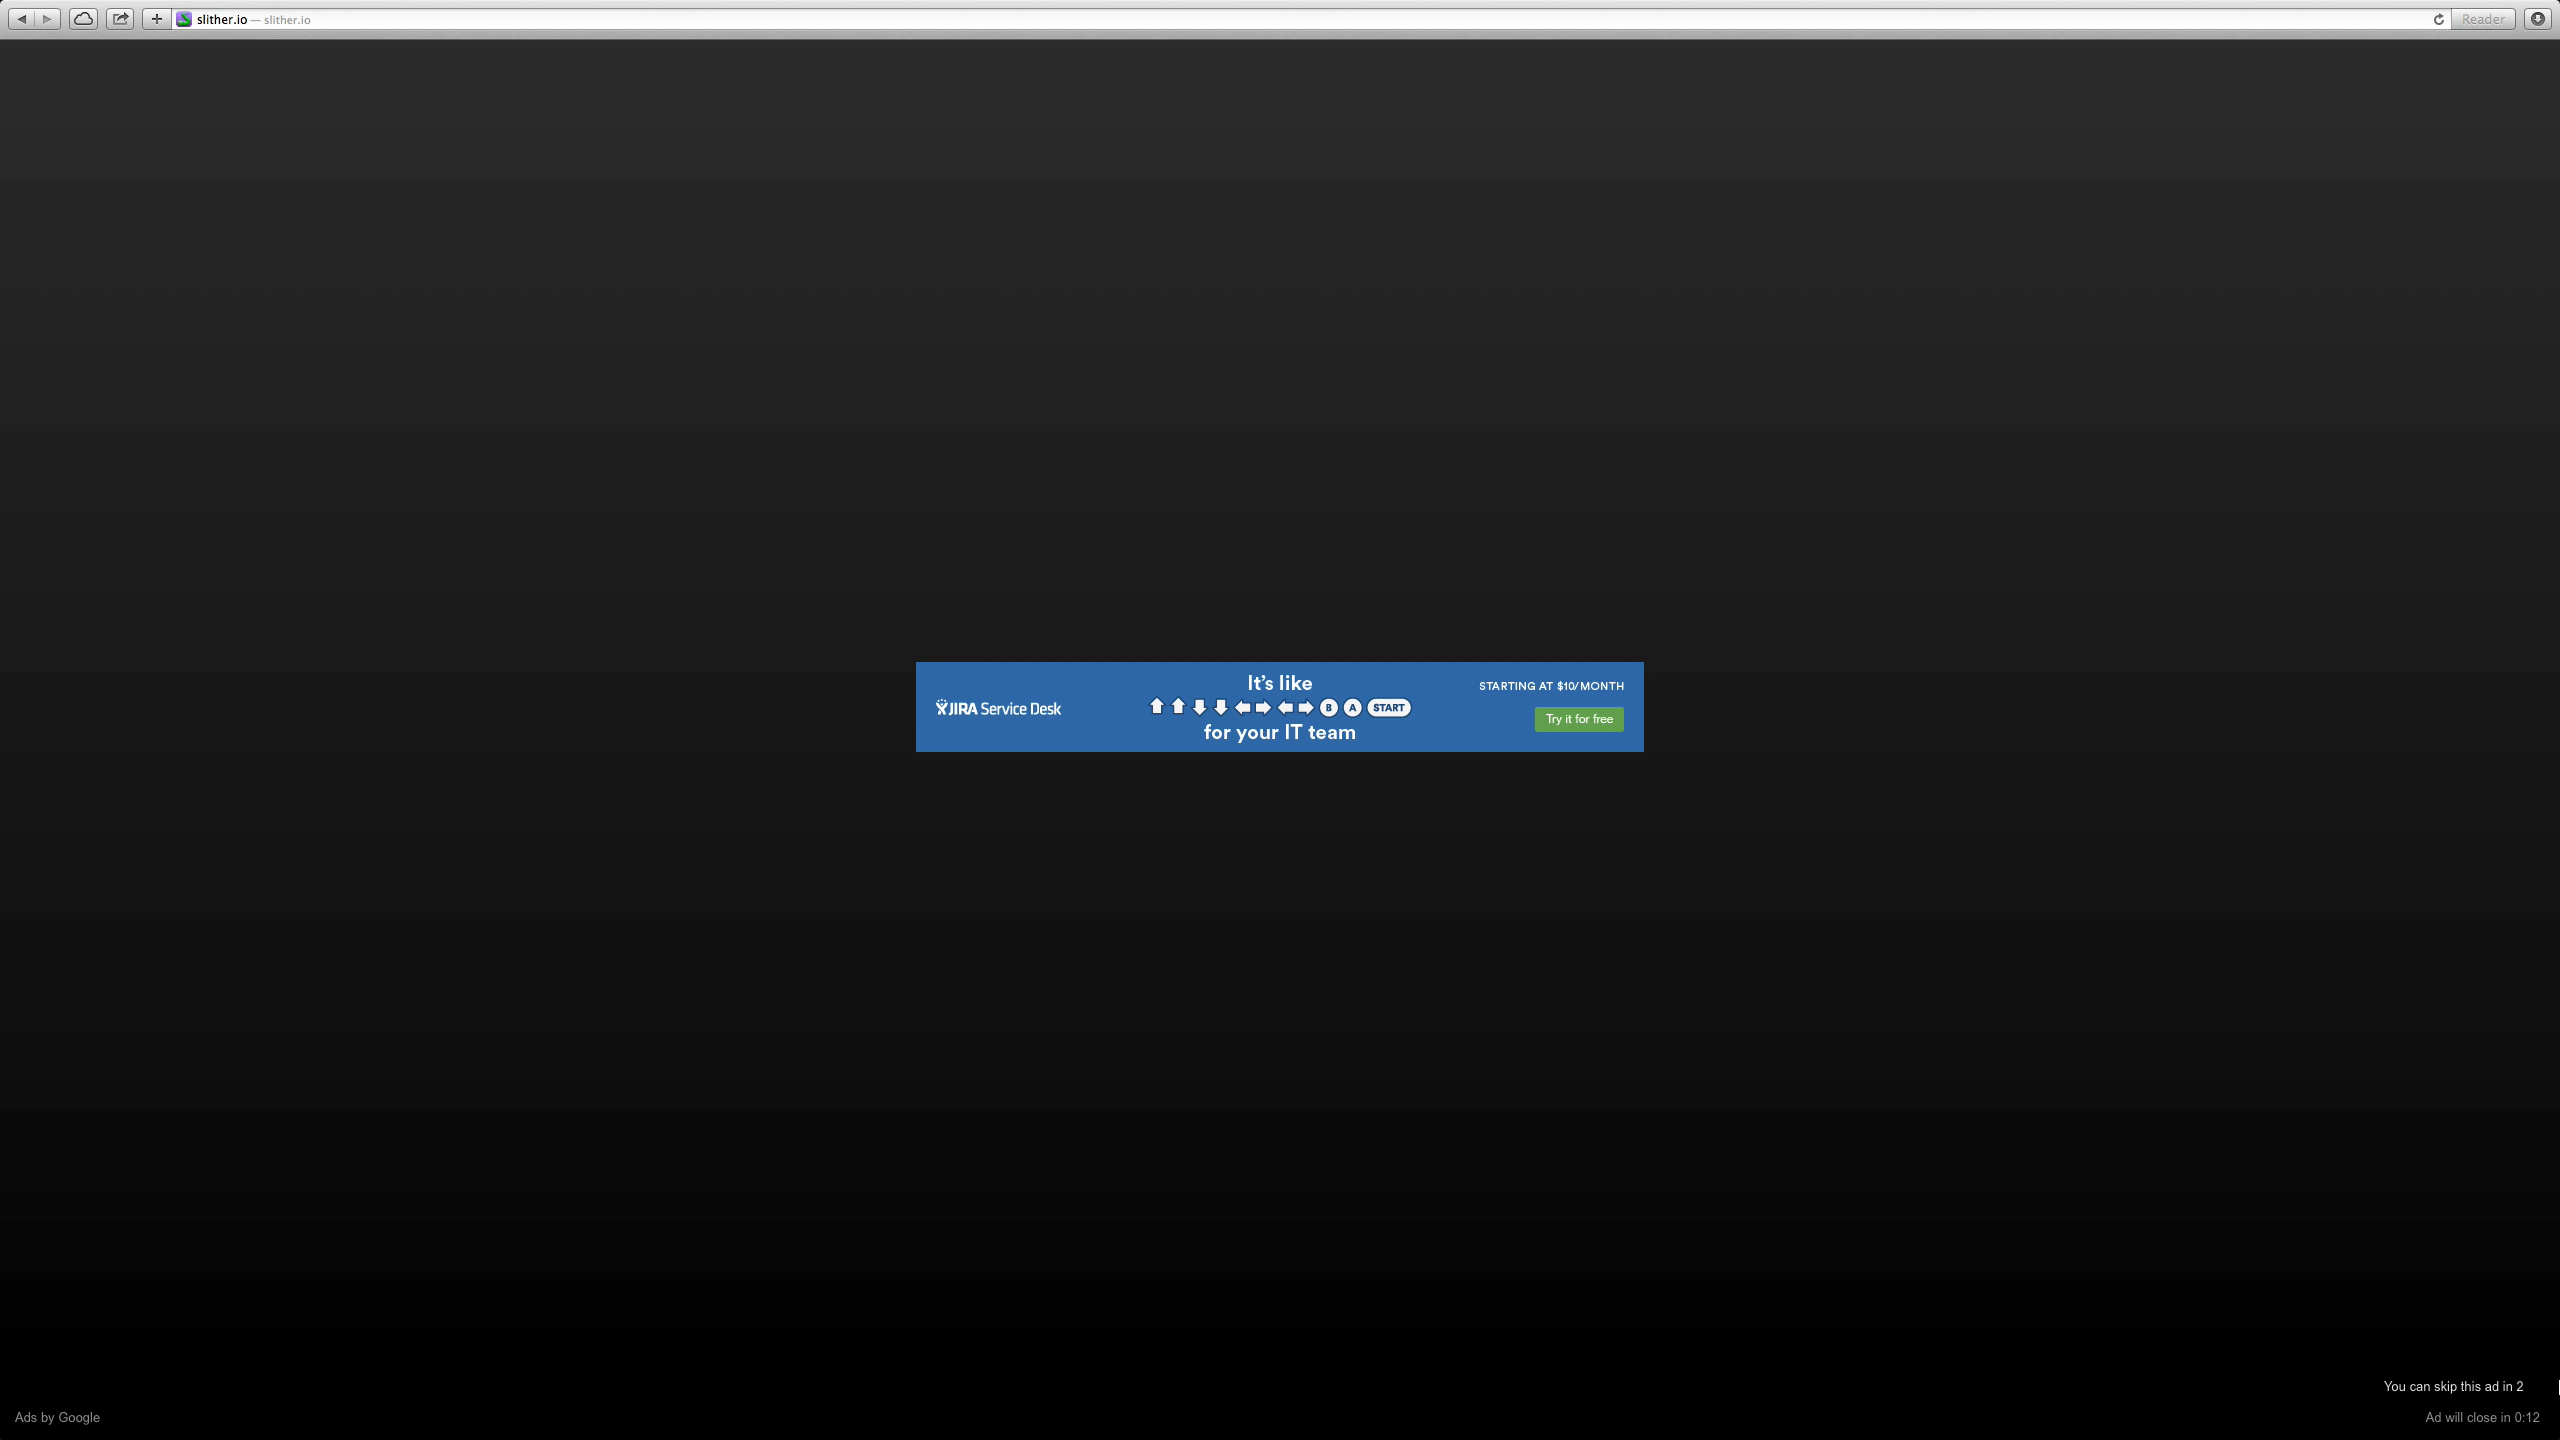 slither.io — slither.io
Reader
It's like
B A START
for your IT team
JIRA Service Desk
STARTING AT $10/MONTH
Try it for free
You can skip this ad in 2
Ads by Google
Ad will close in 0:12